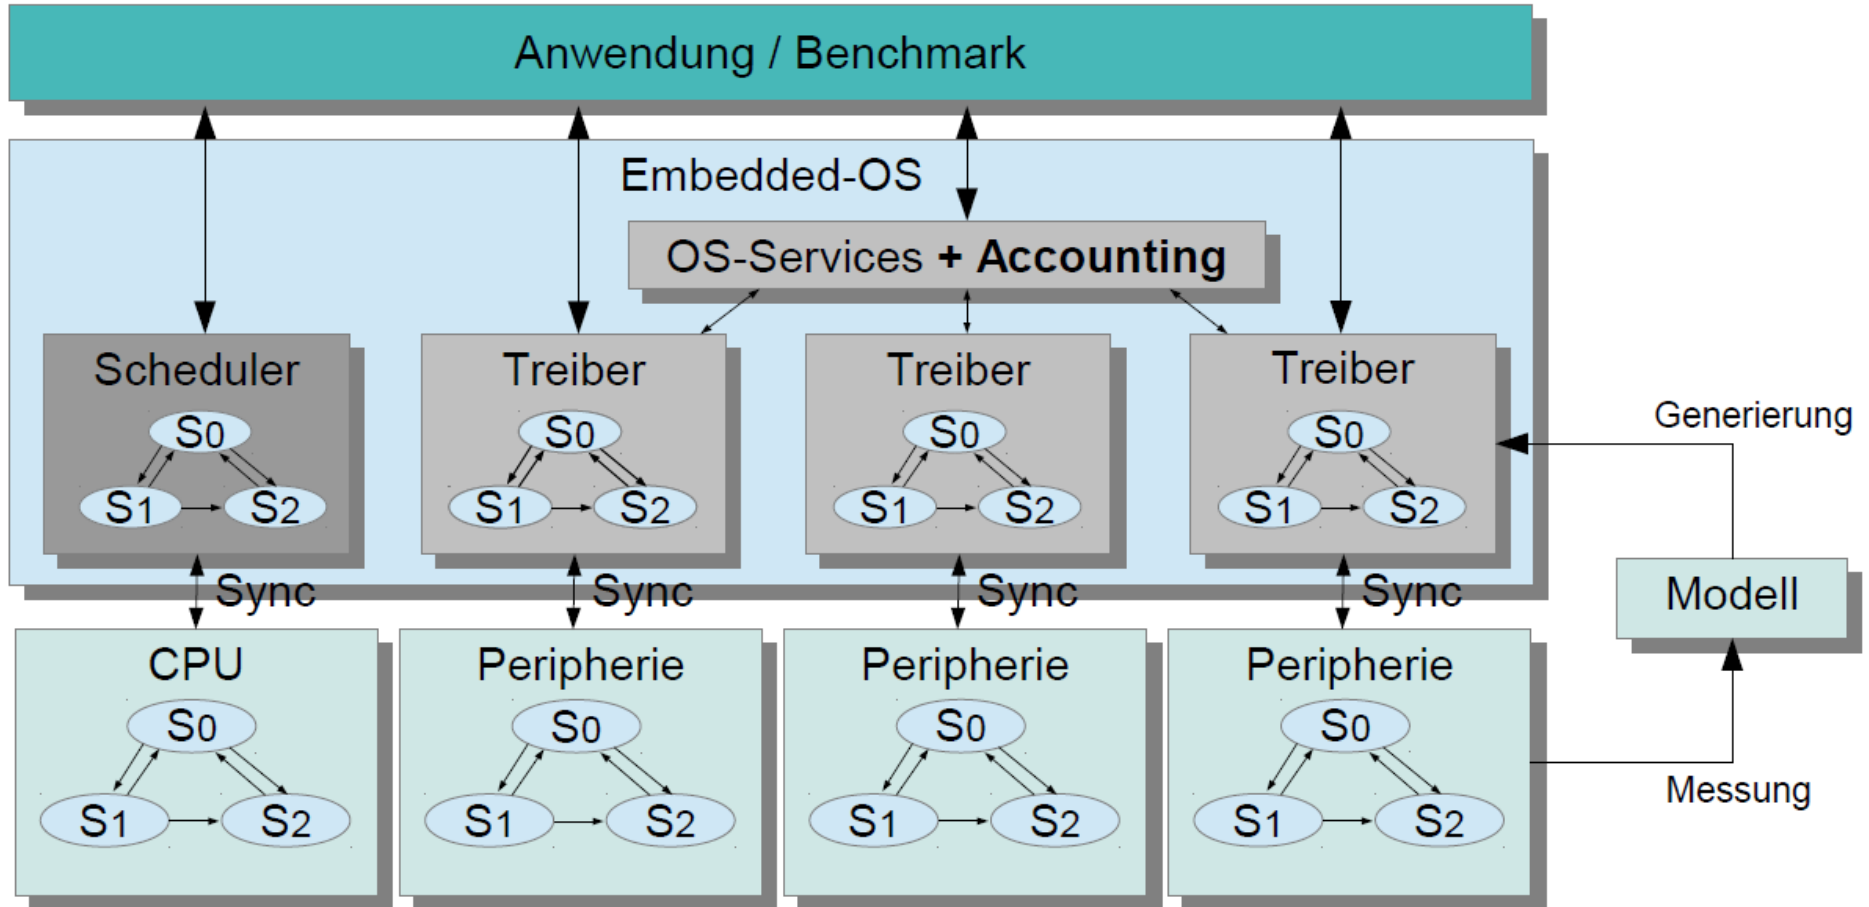 Anwendung / Benchmark
Embedded-OS
OS-Services + Accounting
Scheduler
Treiber
Treiber
Treiber
S0
S0
S0
S0
S1
S2
S1
S2
S1
S2
S1
S2
Generierung
Sync
Sync
Sync
Sync
Modell
CPU
Peripherie
Peripherie
Peripherie
S0
S0
S0
S0
S1
S2
S1
S2
S1
S2
S1
S2
Messung